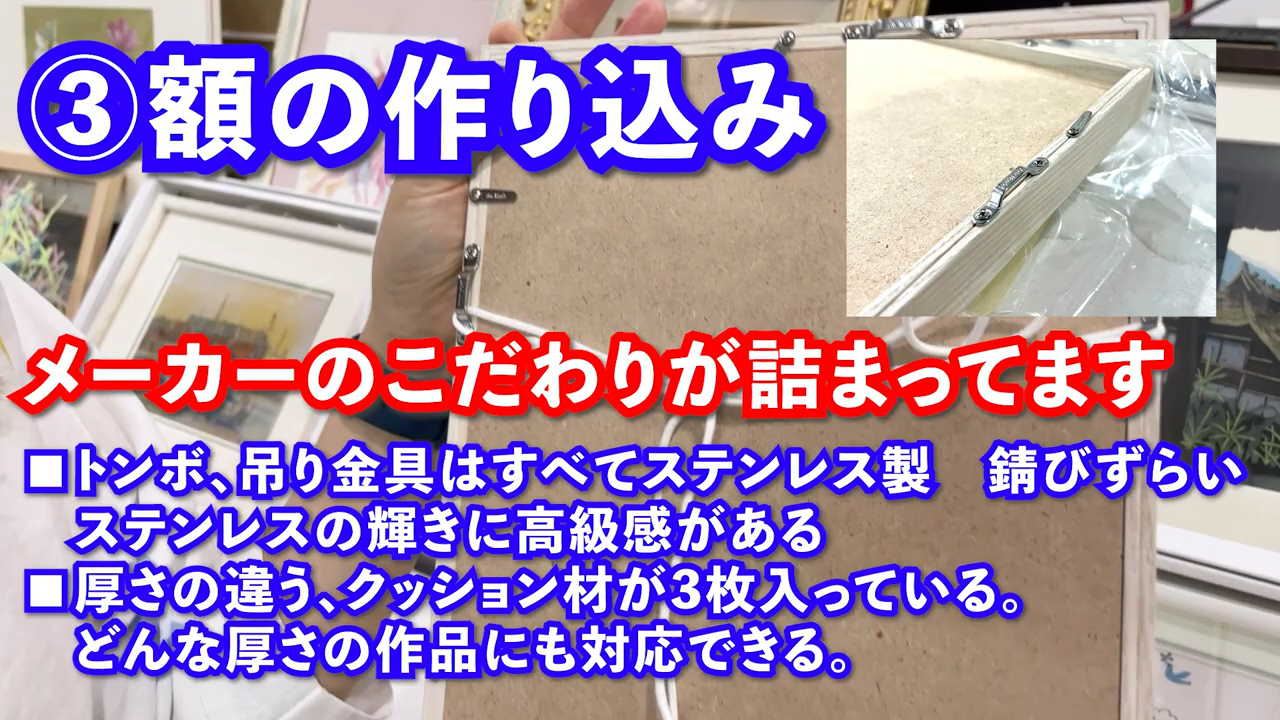 ③額の作り込み
メーカーのこだわりが詰まってます
■トンボ、吊り金具はすべてステンレス製　錆びずらい
ステンレスの輝きに高級感がある
■厚さの違う、クッション材が3枚入っている。
どんな厚さの作品にも対応できる。